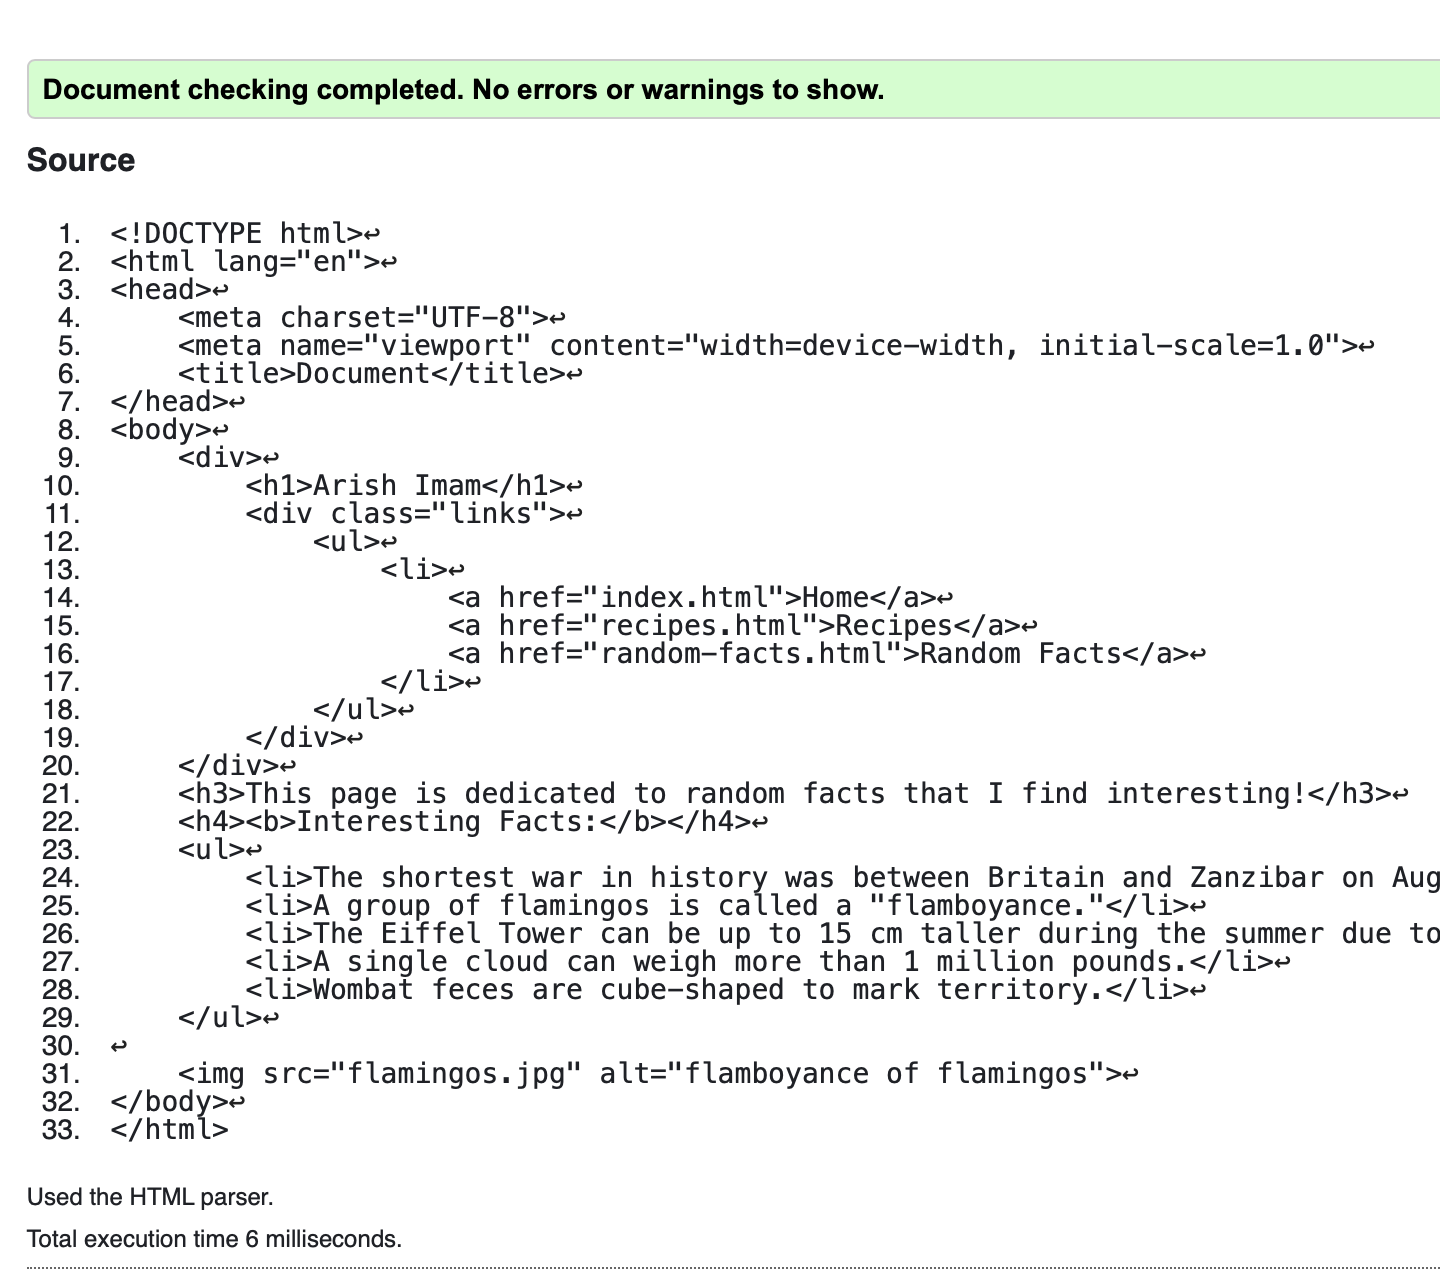 Document checking completed. No errors or warnings to show.
Source
1. <!DOCTYPE html>↩
2. <html lang="en">↩
3. <head>↩
4.     <meta charset="UTF-8">↩
5.     <meta name="viewport" content="width=device-width, initial-scale=1.0">↩
6.     <title>Document</title>↩
7. </head>↩
8. <body>↩
9.     <div>↩
10.         <h1>Arish Imam</h1>↩
11.         <div class="links">↩
12.             <ul>↩
13.                 <li>↩
14.                     <a href="index.html">Home</a>↩
15.                     <a href="recipes.html">Recipes</a>↩
16.                     <a href="random-facts.html">Random Facts</a>↩
17.                 </li>↩
18.             </ul>↩
19.         </div>↩
20.     </div>↩
21.     <h3>This page is dedicated to random facts that I find interesting!</h3>↩
22.     <h4><b>Interesting Facts:</b></h4>↩
23.     <ul>↩
24.         <li>The shortest war in history was between Britain and Zanzibar on Aug
25.         <li>A group of flamingos is called a "flamboyance."</li>↩
26.         <li>The Eiffel Tower can be up to 15 cm taller during the summer due to
27.         <li>A single cloud can weigh more than 1 million pounds.</li>↩
28.         <li>Wombat feces are cube-shaped to mark territory.</li>↩
29.     </ul>↩
30. ↩
31.     <img src="flamingos.jpg" alt="flamboyance of flamingos">↩
32. </body>↩
33. </html>
Used the HTML parser.
Total execution time 6 milliseconds.